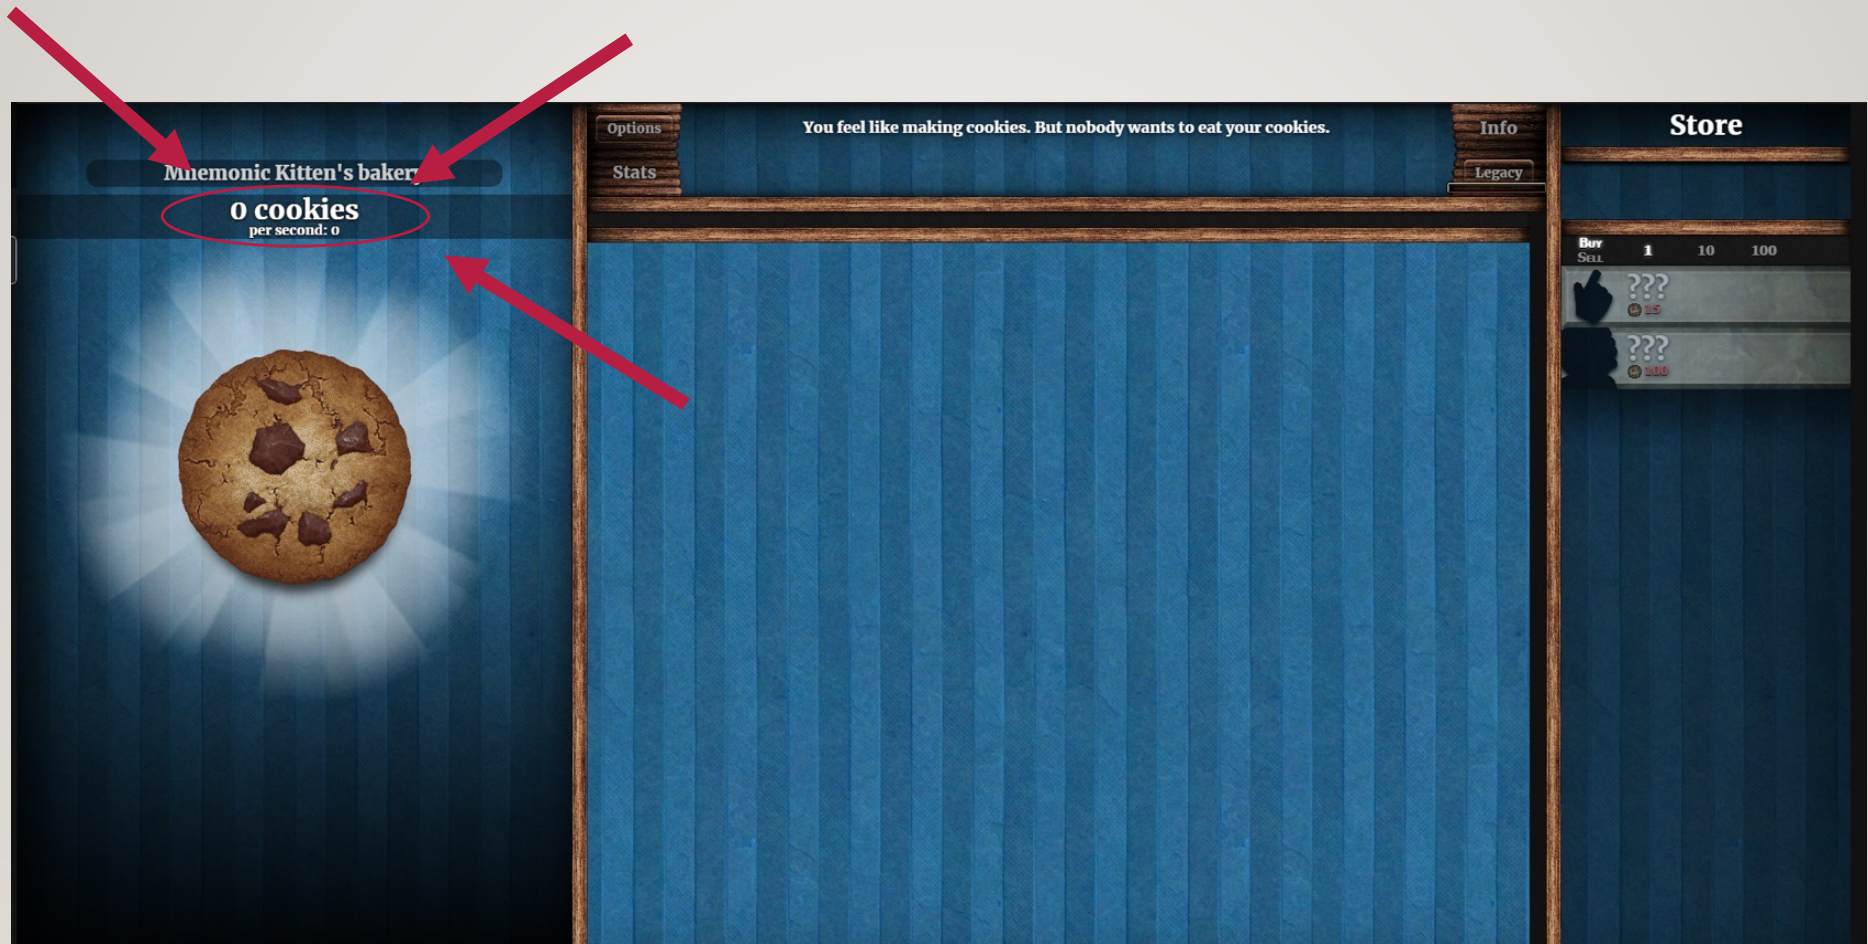 Mnemonic Kitten's bakery
0 cookies
per second: 0
Options
Stats
You feel like making cookies. But nobody wants to eat your cookies.
Info
Legacy
Store
Buy
Sell
1 10 100
???
15
???
100